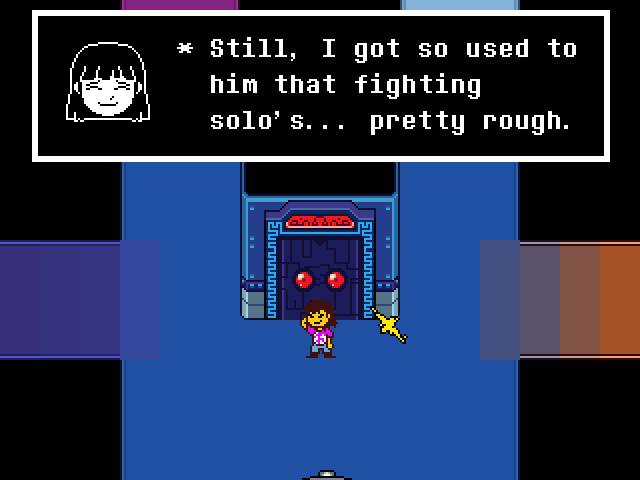 * Still, I got so used to
him that fighting
solo's... pretty rough.